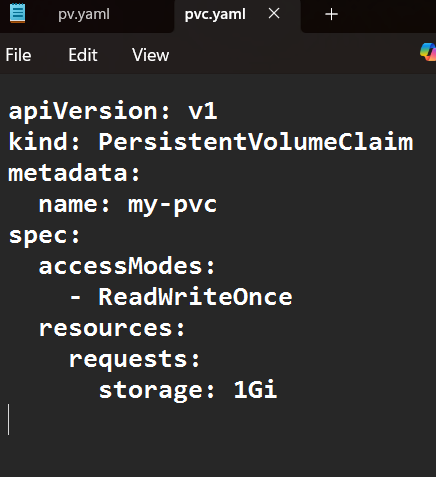 pv.yaml pvc.yaml
File Edit View
apiVersion: v1
kind: PersistentVolumeClaim
metadata:
  name: my-pvc
spec:
  accessModes:
    - ReadWriteOnce
  resources:
    requests:
      storage: 1Gi